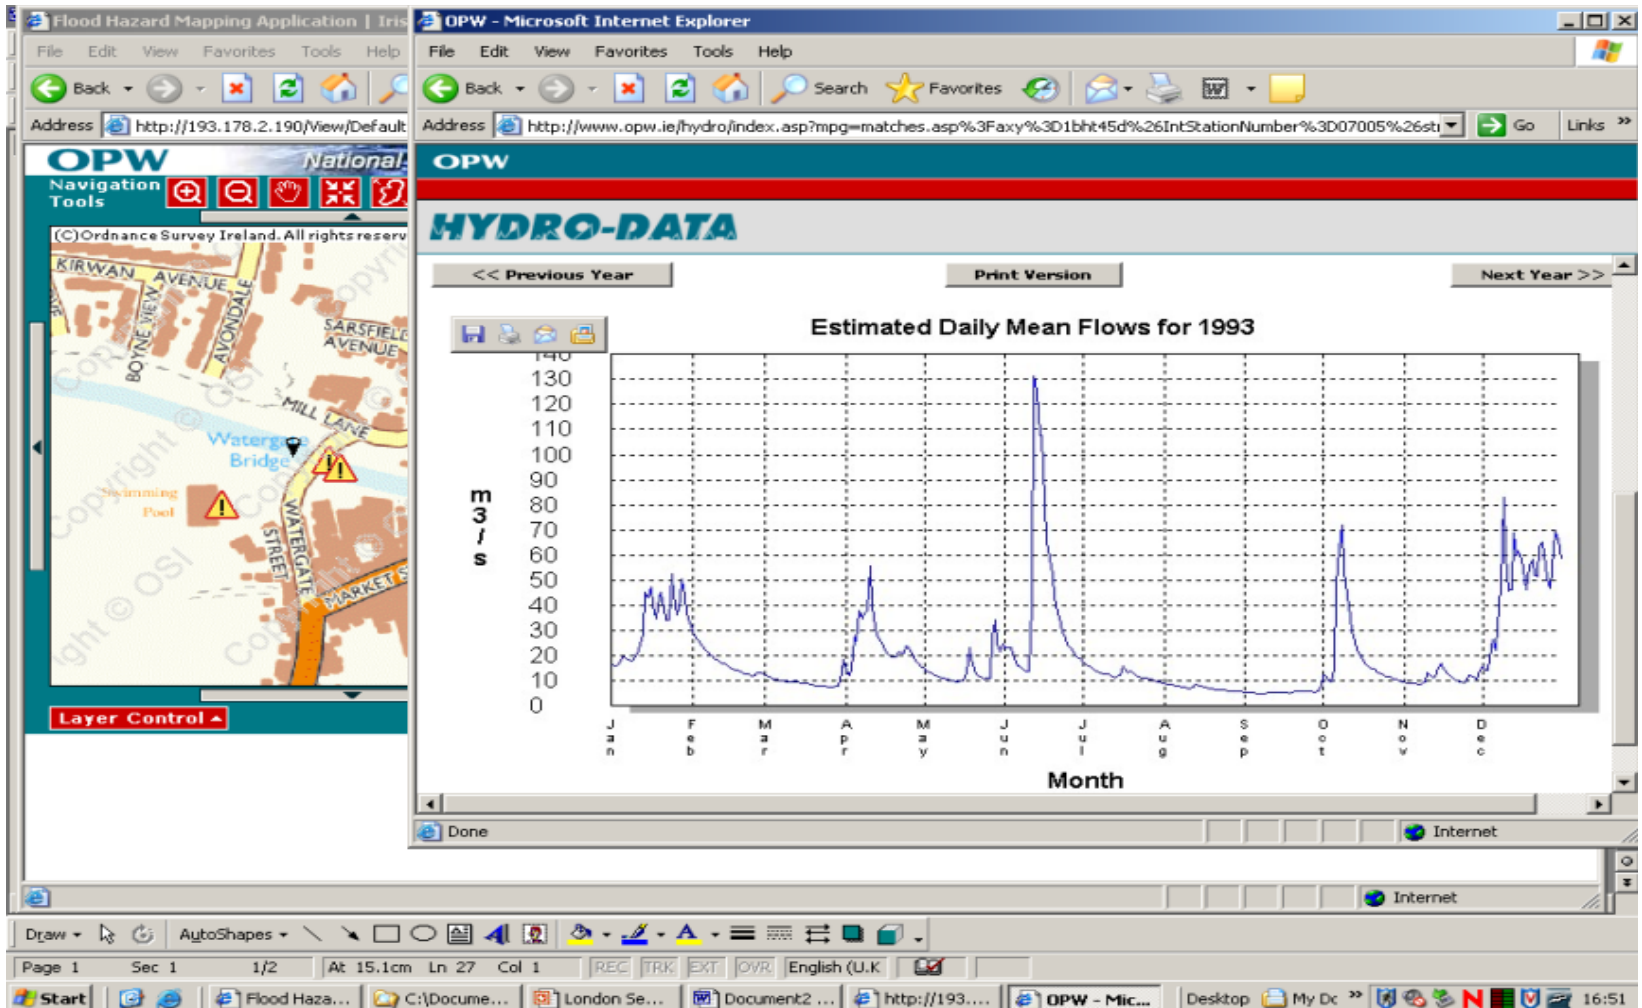 Flood Hazard Mapping Application | Iris
OPW - Microsoft Internet Explorer
File Edit View Favorites Tools Help
File Edit View Favorites Tools Help
Back
Back Search Favorites
Address http://193.178.2.190/View/Default
Address http://www.opw.ie/hydro/index.asp?mpg=matches.asp%3Faxy%3D1bht45d%26IntStationNumber%3D07005%26st Go Links »
OPW National
OPW
Navigation
Tools
HYDRO-DATA
(C)Ordnance Survey Ireland. All rights reserv
KIRWAN AVENUE
BOYNE VIEW
AVONDALE
SARSFIELD
AVENUE
MILL LANE
Watergate
Bridge
Swimming
Pool
WATERGATE
STREET
MARKET S
Copyright © OSI
Layer Control
<< Previous Year Print Version Next Year >>
Estimated Daily Mean Flows for 1993
140
130
120
110
100
90
80
70
60
50
40
30
20
10
0
m3/s
Jan Feb Mar Apr May Jun Jul Aug Sep Oct Nov Dec
Month
Done Internet
Internet
Draw AutoShapes
Page 1 Sec 1 1/2 At 15.1cm Ln 27 Col 1 REC TRK EXT OVR English (U.K
Start Flood Haza... C:\Docume... London Se... Document2 ... http://193.... OPW - Mic... Desktop My Dc » 16:51